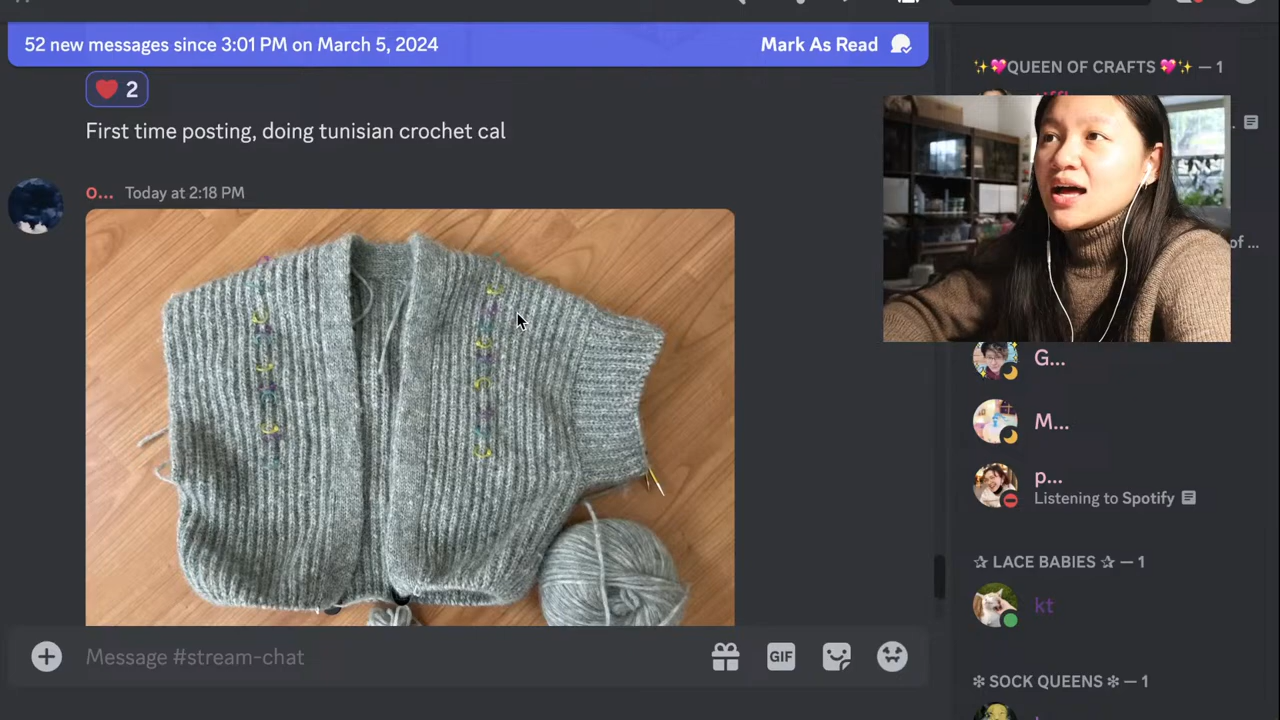 52 new messages since 3:01 PM on March 5, 2024
Mark As Read
2
First time posting, doing tunisian crochet cal
O... Today at 2:18 PM
GIF
Message #stream-chat
✨💖QUEEN OF CRAFTS 💖✨ — 1
of ...
G...
M...
p...
Listening to Spotify
✰ LACE BABIES ✰ — 1
kt
✻ SOCK QUEENS ✻ — 1